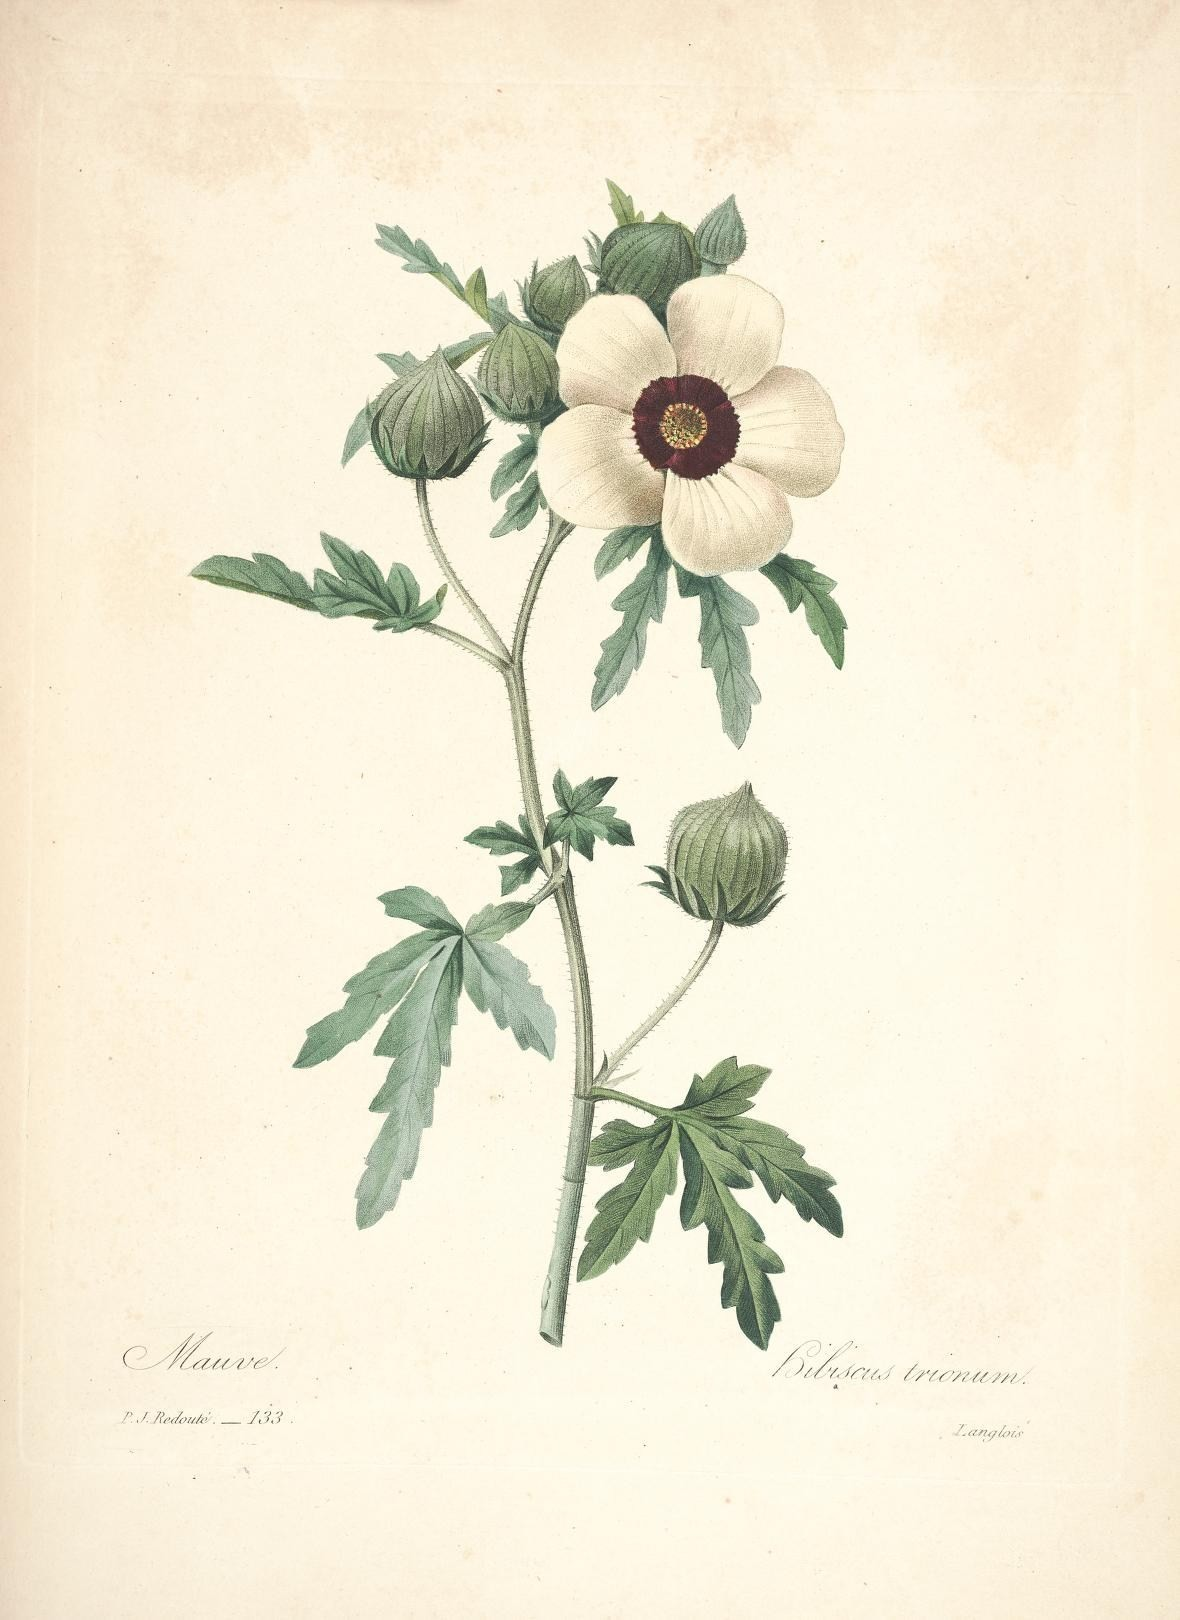 Mauve.
Hibiscus trionum.
P. J. Redouté. — 133.
Langlois